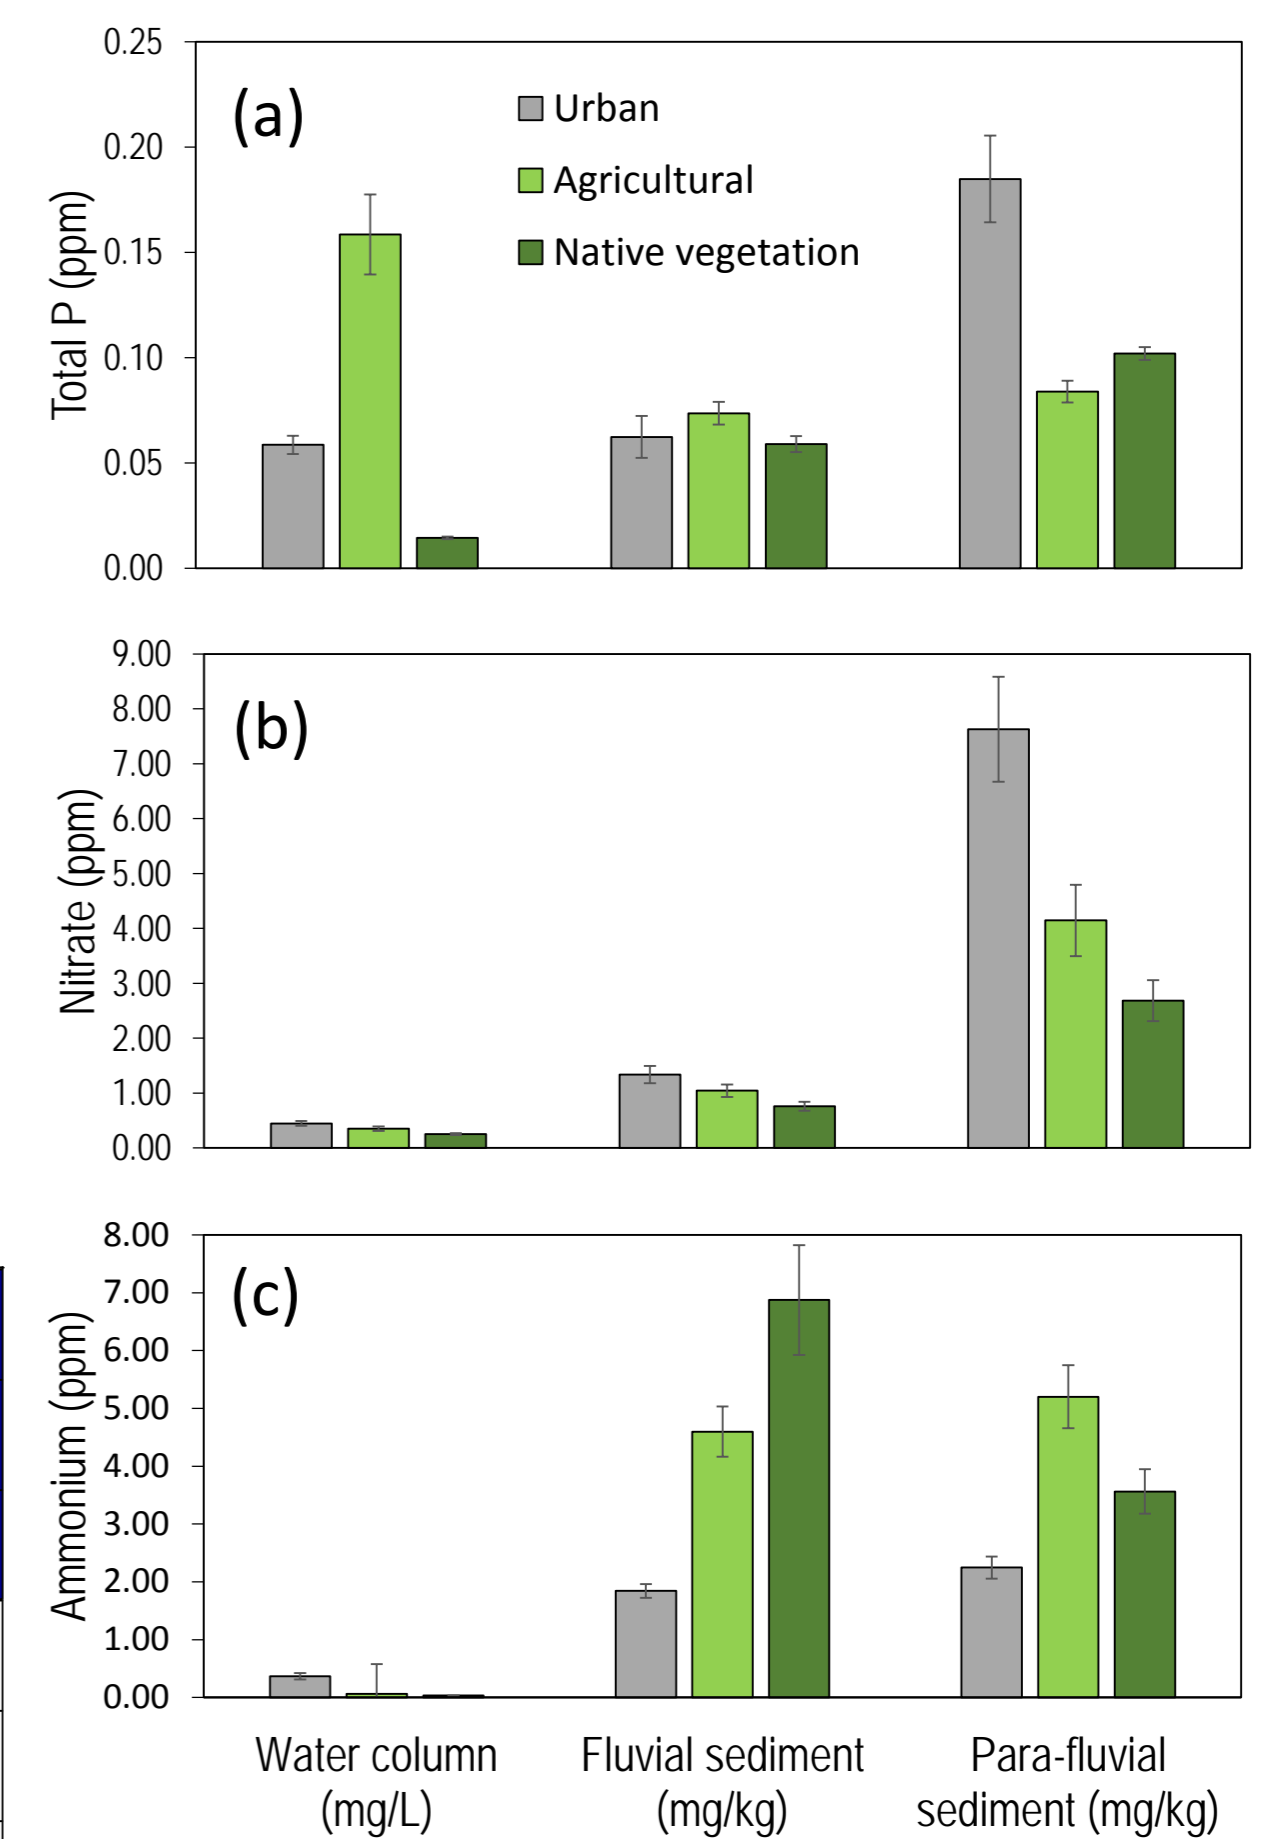 0.25
(a)
Urban
0.20
Agricultural
0.15
Native vegetation
0.10
0.05
0.00
Total P (ppm)
9.00
8.00
(b)
7.00
6.00
5.00
4.00
3.00
2.00
1.00
0.00
Nitrate (ppm)
8.00
7.00
(c)
6.00
5.00
4.00
3.00
2.00
1.00
0.00
Ammonium (ppm)
Water column
(mg/L)
Fluvial sediment
(mg/kg)
Para-fluvial
sediment (mg/kg)